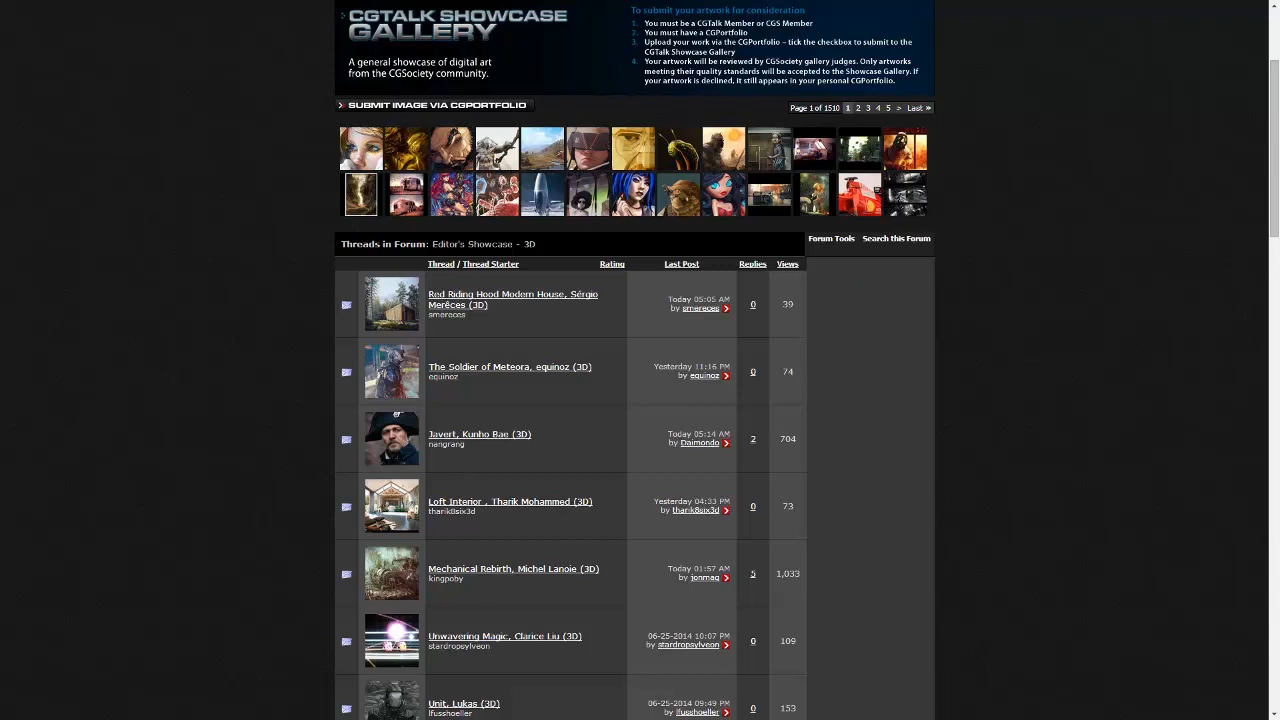 CGTALK SHOWCASE
GALLERY
A general showcase of digital art
from the CGSociety community.
To submit your artwork for consideration
1. You must be a CGTalk Member or CGS Member
2. You must have a CGPortfolio
3. Upload your work via the CGPortfolio – tick the checkbox to submit to the
CGTalk Showcase Gallery
4. Your artwork will be reviewed by CGSociety gallery judges. Only artworks
meeting their quality standards will be accepted to the Showcase Gallery. If
your artwork is declined, it still appears in your personal CGPortfolio.
SUBMIT IMAGE VIA CGPORTFOLIO
Page 1 of 1510 1 2 3 4 5 > Last »
Threads in Forum: Editor's Showcase - 3D
Forum Tools Search this Forum
Thread / Thread Starter Rating Last Post Replies Views
Red Riding Hood Modern House, Sérgio
Merêces (3D)
smereces
Today 05:05 AM
by smereces
0
39
The Soldier of Meteora, equinoz (3D)
equinoz
Yesterday 11:16 PM
by equinoz
0
74
Javert, Kunho Bae (3D)
nangrang
Today 05:14 AM
by Daimondo
2
704
Loft Interior , Tharik Mohammed (3D)
tharik8six3d
Yesterday 04:33 PM
by tharik8six3d
0
73
Mechanical Rebirth, Michel Lanoie (3D)
kingpoby
Today 01:57 AM
by jonmaq
5
1,033
Unwavering Magic, Clarice Liu (3D)
stardropsylveon
06-25-2014 10:07 PM
by stardropsylveon
0
109
Unit, Lukas (3D)
lfusshoeller
06-25-2014 09:49 PM
by lfusshoeller
0
153